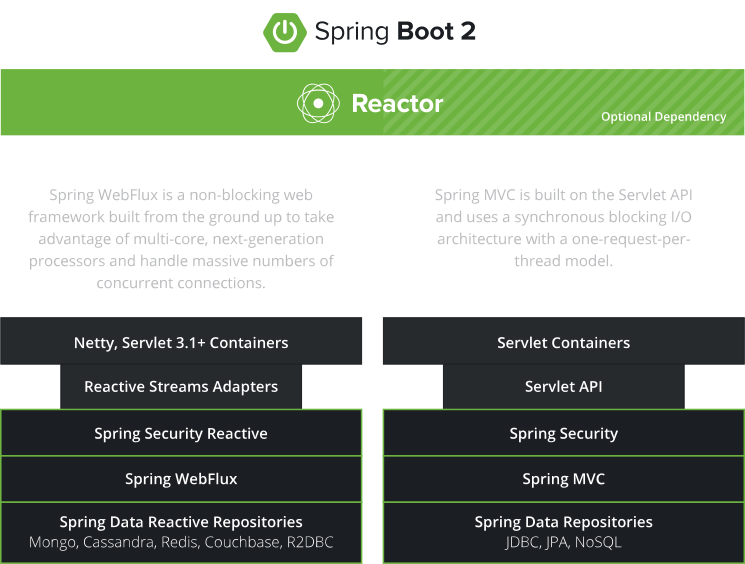 Spring Boot 2
Reactor
Optional Dependency
Spring WebFlux is a non-blocking web
framework built from the ground up to take
advantage of multi-core, next-generation
processors and handle massive numbers of
concurrent connections.
Spring MVC is built on the Servlet API
and uses a synchronous blocking I/O
architecture with a one-request-per-
thread model.
Netty, Servlet 3.1+ Containers
Reactive Streams Adapters
Spring Security Reactive
Spring WebFlux
Spring Data Reactive Repositories
Mongo, Cassandra, Redis, Couchbase, R2DBC
Servlet Containers
Servlet API
Spring Security
Spring MVC
Spring Data Repositories
JDBC, JPA, NoSQL